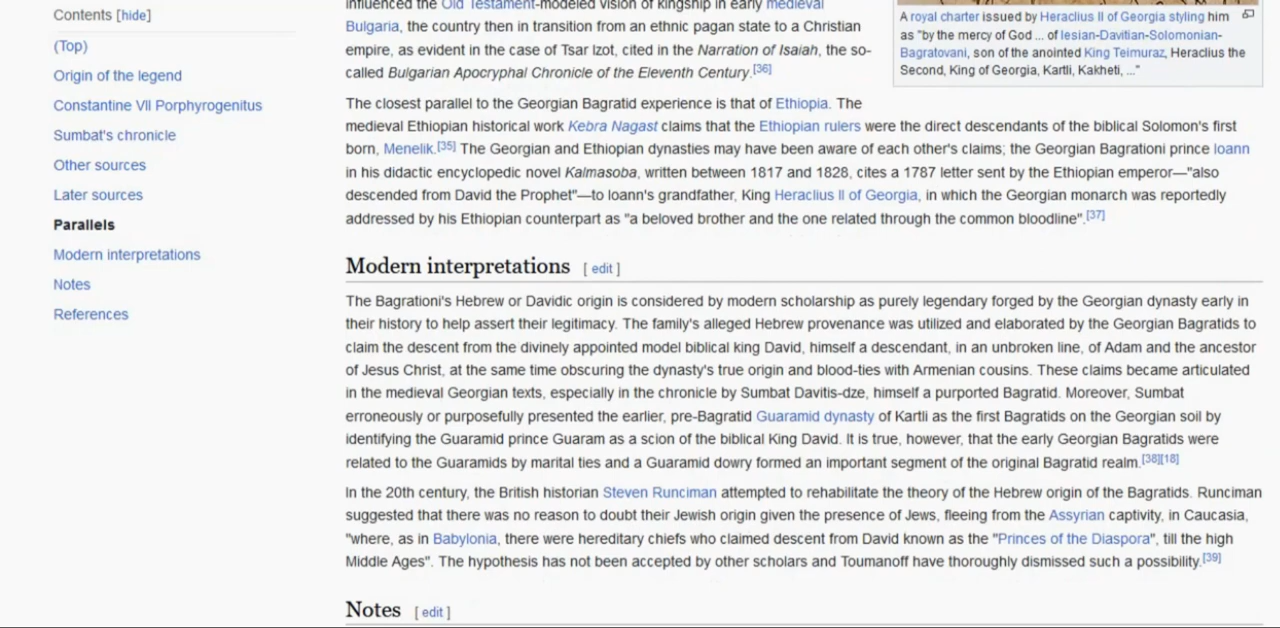 Contents [hide]
(Top)
Origin of the legend
Constantine VII Porphyrogenitus
Sumbat's chronicle
Other sources
Later sources
Parallels
Modern interpretations
Notes
References
influenced the Old Testament-modeled vision of kingship in early medieval
Bulgaria, the country then in transition from an ethnic pagan state to a Christian
empire, as evident in the case of Tsar Izot, cited in the Narration of Isaiah, the so-
called Bulgarian Apocryphal Chronicle of the Eleventh Century.[36]
A royal charter issued by Heraclius II of Georgia styling him
as "by the mercy of God ... of Iesian-Davitian-Solomonian-
Bagratovani, son of the anointed King Teimuraz, Heraclius the
Second, King of Georgia, Kartli, Kakheti, ..."
The closest parallel to the Georgian Bagratid experience is that of Ethiopia. The
medieval Ethiopian historical work Kebra Nagast claims that the Ethiopian rulers were the direct descendants of the biblical Solomon's first
born, Menelik.[35] The Georgian and Ethiopian dynasties may have been aware of each other's claims; the Georgian Bagrationi prince Ioann
in his didactic encyclopedic novel Kalmasoba, written between 1817 and 1828, cites a 1787 letter sent by the Ethiopian emperor—"also
descended from David the Prophet"—to Ioann's grandfather, King Heraclius II of Georgia, in which the Georgian monarch was reportedly
addressed by his Ethiopian counterpart as "a beloved brother and the one related through the common bloodline".[37]
Modern interpretations [ edit ]
The Bagrationi's Hebrew or Davidic origin is considered by modern scholarship as purely legendary forged by the Georgian dynasty early in
their history to help assert their legitimacy. The family's alleged Hebrew provenance was utilized and elaborated by the Georgian Bagratids to
claim the descent from the divinely appointed model biblical king David, himself a descendant, in an unbroken line, of Adam and the ancestor
of Jesus Christ, at the same time obscuring the dynasty's true origin and blood-ties with Armenian cousins. These claims became articulated
in the medieval Georgian texts, especially in the chronicle by Sumbat Davitis-dze, himself a purported Bagratid. Moreover, Sumbat
erroneously or purposefully presented the earlier, pre-Bagratid Guaramid dynasty of Kartli as the first Bagratids on the Georgian soil by
identifying the Guaramid prince Guaram as a scion of the biblical King David. It is true, however, that the early Georgian Bagratids were
related to the Guaramids by marital ties and a Guaramid dowry formed an important segment of the original Bagratid realm.[38][18]
In the 20th century, the British historian Steven Runciman attempted to rehabilitate the theory of the Hebrew origin of the Bagratids. Runciman
suggested that there was no reason to doubt their Jewish origin given the presence of Jews, fleeing from the Assyrian captivity, in Caucasia,
"where, as in Babylonia, there were hereditary chiefs who claimed descent from David known as the "Princes of the Diaspora", till the high
Middle Ages". The hypothesis has not been accepted by other scholars and Toumanoff have thoroughly dismissed such a possibility.[39]
Notes [ edit ]